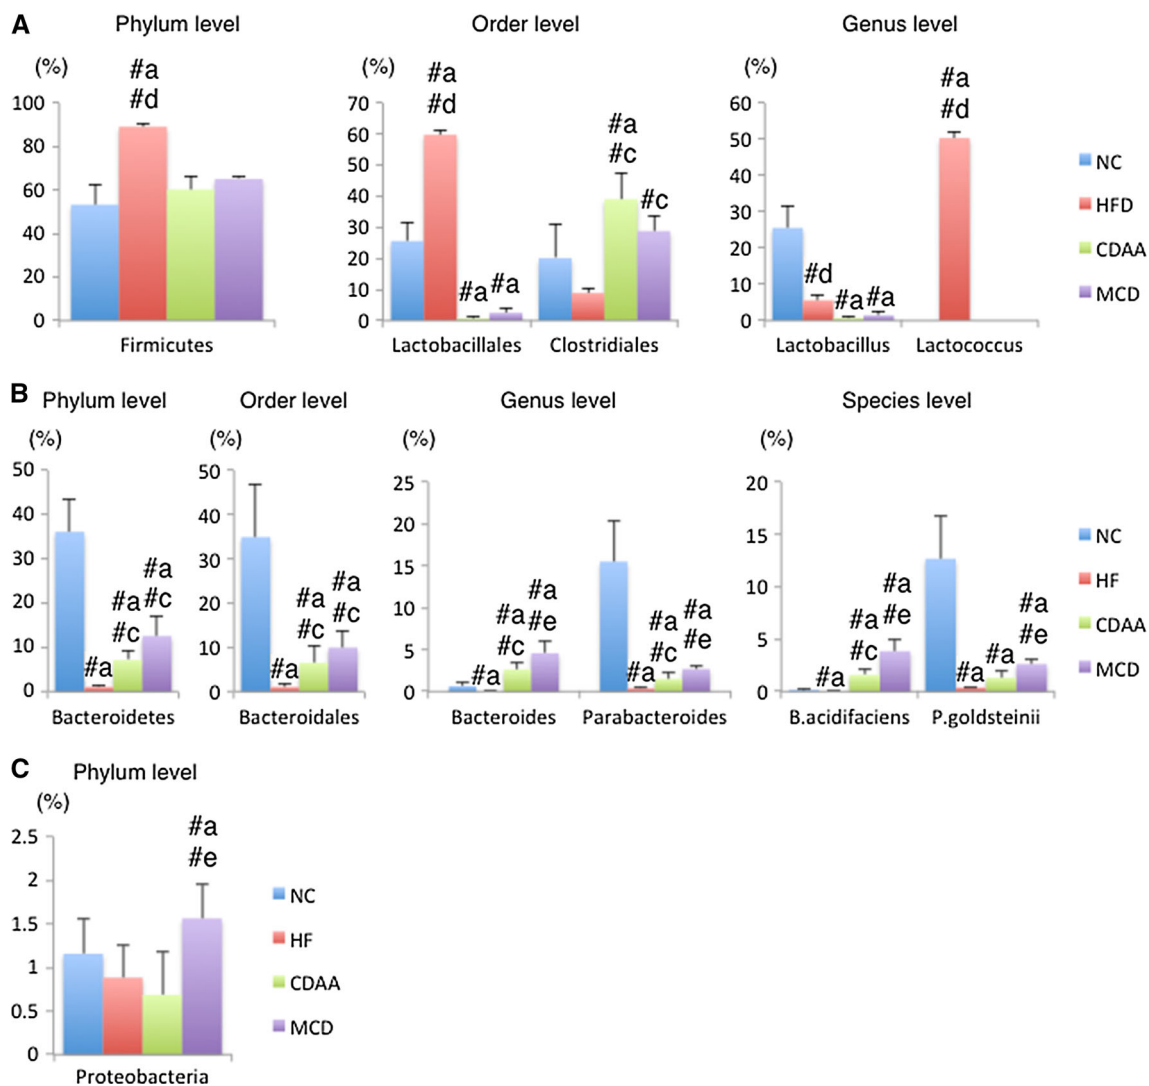 A Phylum level Order level Genus level
(%) (%) (%)
#a #a #a
#d #d #d
#a
#c
#c
#a #a
#d #a #a
100 80 60 40 20 0
70 60 50 40 30 20 10 0
60 50 40 30 20 10 0
Firmicutes Lactobacillales Clostridiales Lactobacillus Lactococcus
NC
HFD
CDAA
MCD
B Phylum level Order level Genus level Species level
(%) (%) (%) (%)
50 40 30 20 10 0
#a
#a #c
#a #c
50 40 30 20 10 0
#a
#a #c
#a #c
25 20 15 10 5 0
#a
#a #e
#a #c
#a
#a #e
#a #c
20 15 10 5 0
#a
#a #e
#a #c
#a
#e
#a #a
Bacteroidetes Bacteroidales Bacteroides Parabacteroides B.acidifaciens P.goldsteinii
NC
HF
CDAA
MCD
C Phylum level
(%)
#a
#e
2.5
2
1.5
1
0.5
0
Proteobacteria
NC
HF
CDAA
MCD